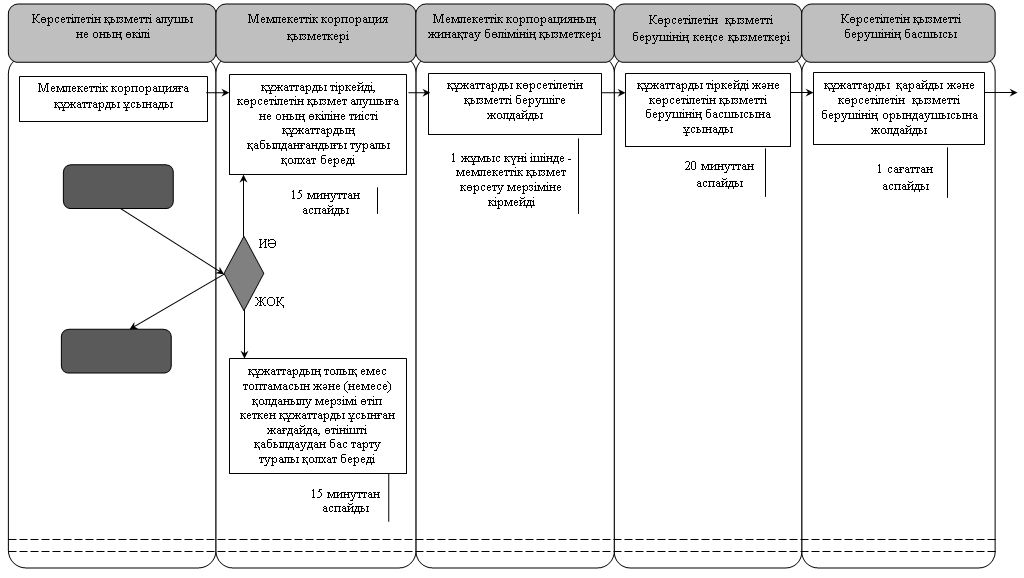 Көрсетілетін қызметті алушы
не оның өкілі
Мемлекеттік корпорация
қызметкері
Мемлекеттік корпорацияның
жинақтау бөлімінің қызметкері
Көрсетілетін қызметті
берушінің кеңсе қызметкері
Көрсетілетін қызметті
берушінің басшысы
Мемлекеттік корпорацияға
құжаттарды ұсынады
құжаттарды тіркейді,
көрсетілетін қызмет алушыға
не оның өкіліне тиісті
құжаттардың
қабылданғандығы туралы
қолхат береді
құжаттарды көрсетілетін
қызметті берушіге
жолдайды
құжаттарды тіркейді және
көрсетілетін қызметті
берушінің басшысына
ұсынады
құжаттарды қарайды және
көрсетілетін қызметті
берушінің орындаушысына
жолдайды
15 минуттан
аспайды
1 жұмыс күні ішінде -
мемлекеттік қызмет
көрсету мерзіміне
кірмейді
20 минуттан
аспайды
1 сағаттан
аспайды
ИӘ
ЖОҚ
құжаттардың толық емес
топтамасын және (немесе)
қолданылу мерзімі өтіп
кеткен құжаттарды ұсынған
жағдайда, өтінішті
қабылдаудан бас тарту
туралы қолхат береді
15 минуттан
аспайды